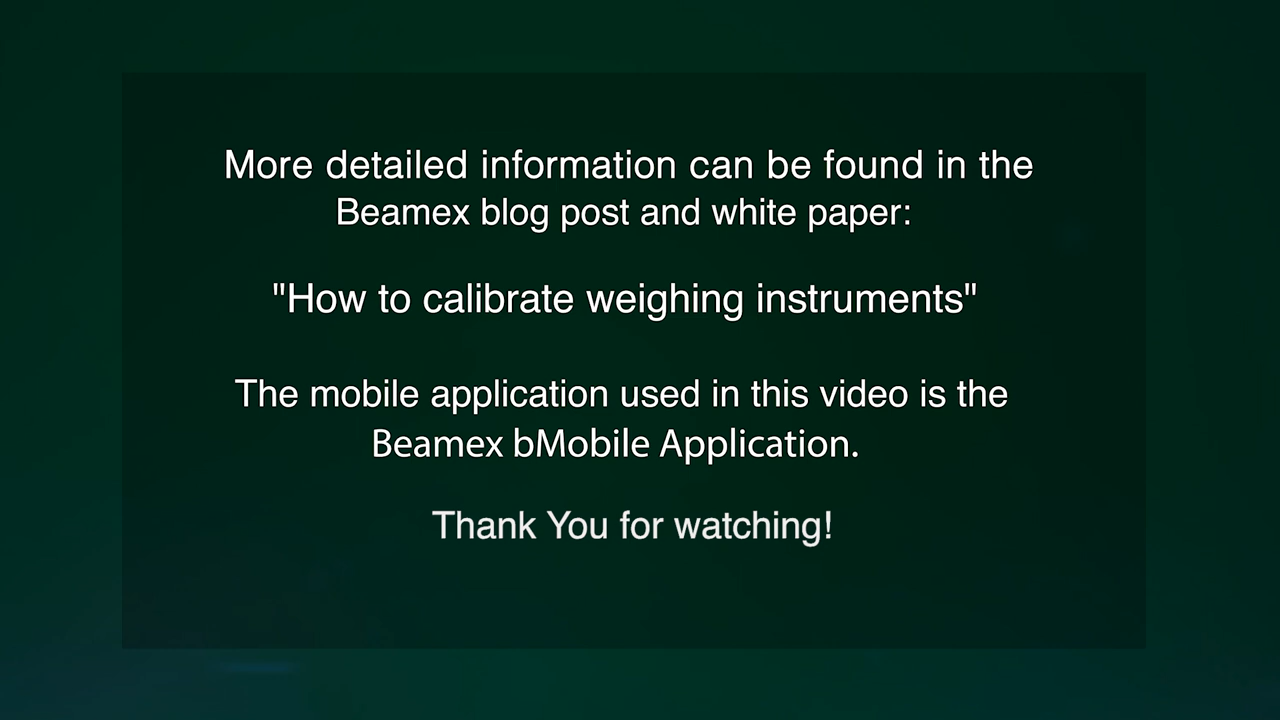 More detailed information can be found in the
Beamex blog post and white paper:
"How to calibrate weighing instruments"
The mobile application used in this video is the
Beamex bMobile Application.
Thank You for watching!